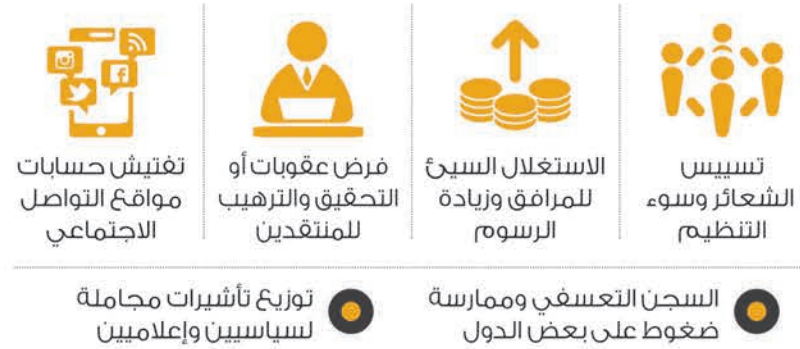 تسييس
الشعائر وسوء
التنظيم
الاستغلال السيئ
للمرافق وزيادة
الرسوم
فرض عقوبات أو
التحقيق والترهيب
للمنتقدين
تفتيش حسابات
مواقع التواصل
الاجتماعي
السجن التعسفي وممارسة
ضغوط على بعض الدول
توزيع تأشيرات مجاملة
لسياسيين وإعلاميين